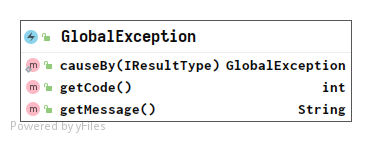 GlobalException
m causeBy(IResultType) GlobalException
m getCode() int
m getMessage() String
Powered by yFiles